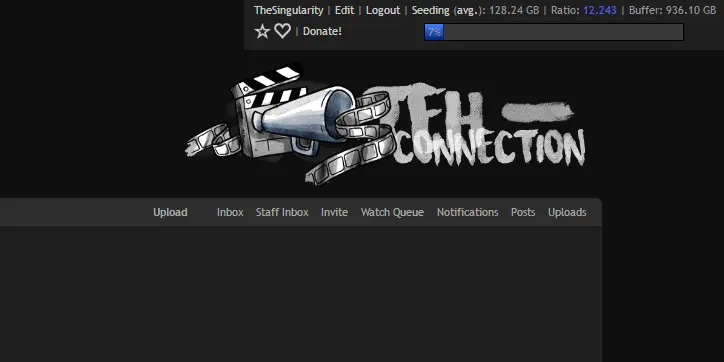 TheSingularity | Edit | Logout | Seeding (avg.): 128.24 GB | Ratio: 12,243 | Buffer: 936.10 GB
| Donate!
7%
CONNECTION
Upload Inbox Staff Inbox Invite Watch Queue Notifications Posts Uploads